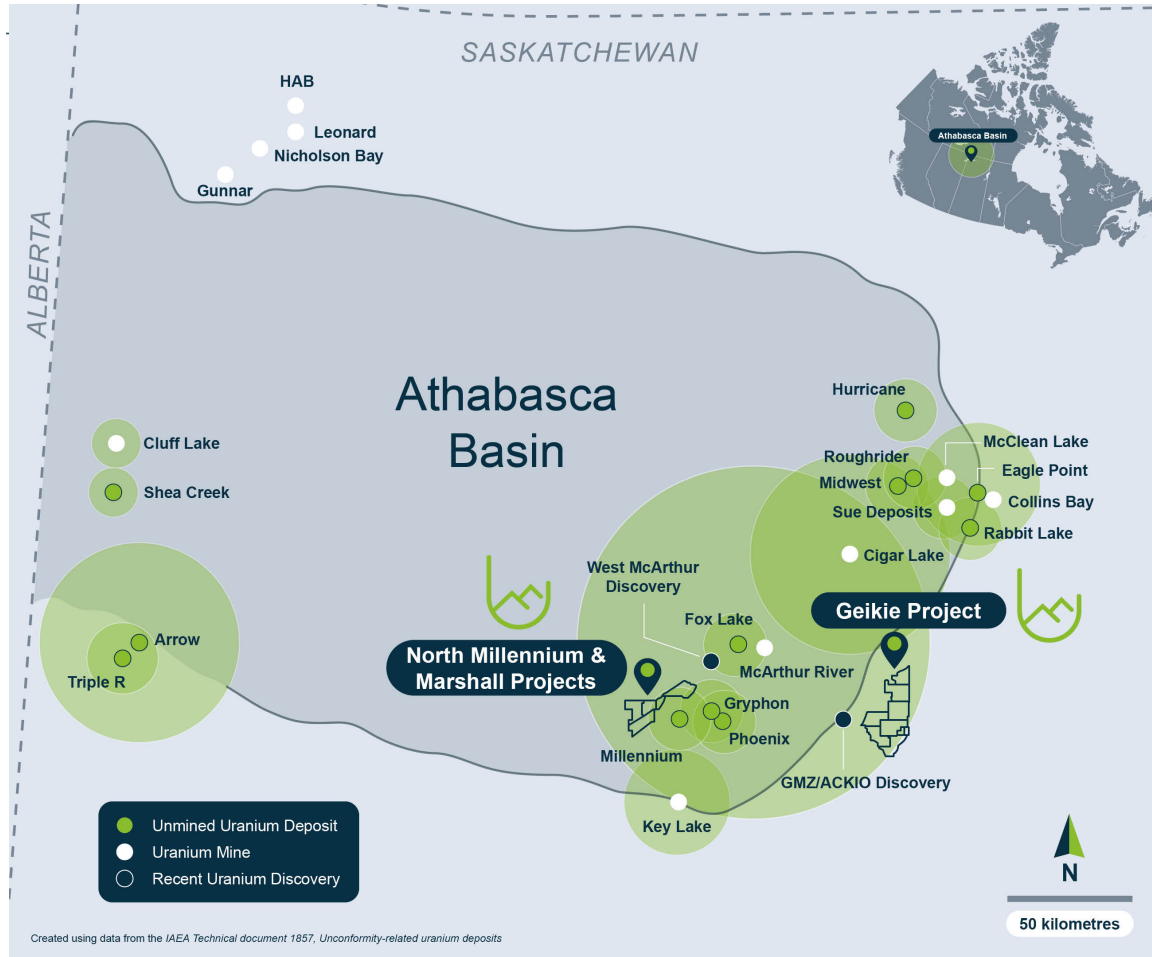 SASKATCHEWAN
HAB
Leonard
Nicholson Bay
Gunnar
Athabasca Basin
ALBERTA
Athabasca
Basin
Hurricane
McClean Lake
Roughrider
Eagle Point
Midwest
Collins Bay
Sue Deposits
Rabbit Lake
Cluff Lake
Shea Creek
Cigar Lake
West McArthur
Discovery
Geikie Project
Fox Lake
Arrow
North Millennium &
Marshall Projects
McArthur River
Triple R
Gryphon
Phoenix
Millennium
GMZ/ACKIO Discovery
Key Lake
Unmined Uranium Deposit
Uranium Mine
Recent Uranium Discovery
N
50 kilometres
Created using data from the IAEA Technical document 1857, Unconformity-related uranium deposits